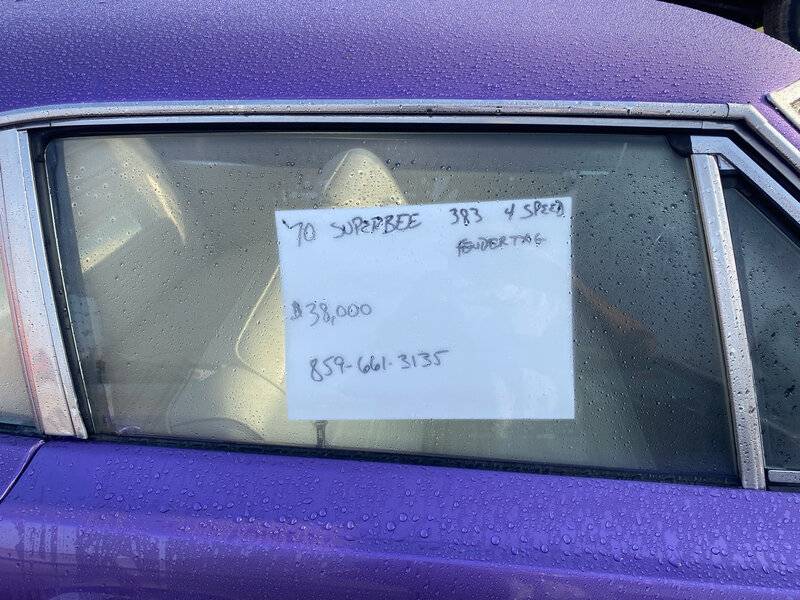 '70 SUPERBEE 383 4 SPEED
FENDERTAG
$38,000
859-661-3135